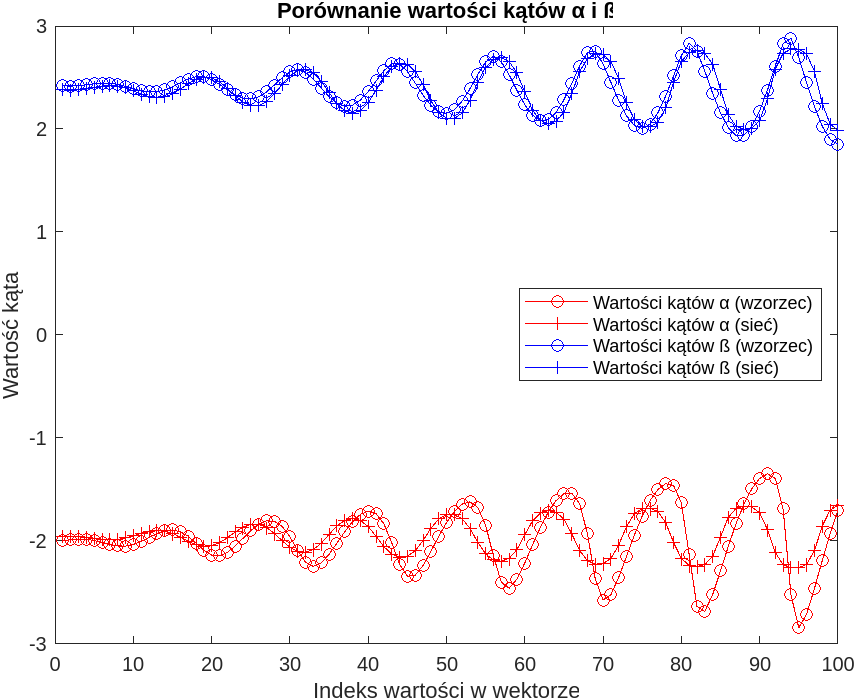 Porównanie wartości kątów α i ß
3
2
1
0
-1
-2
-3
Wartość kąta
Wartości kątów α (wzorzec)
Wartości kątów α (sieć)
Wartości kątów ß (wzorzec)
Wartości kątów ß (sieć)
0 10 20 30 40 50 60 70 80 90 100
Indeks wartości w wektorze